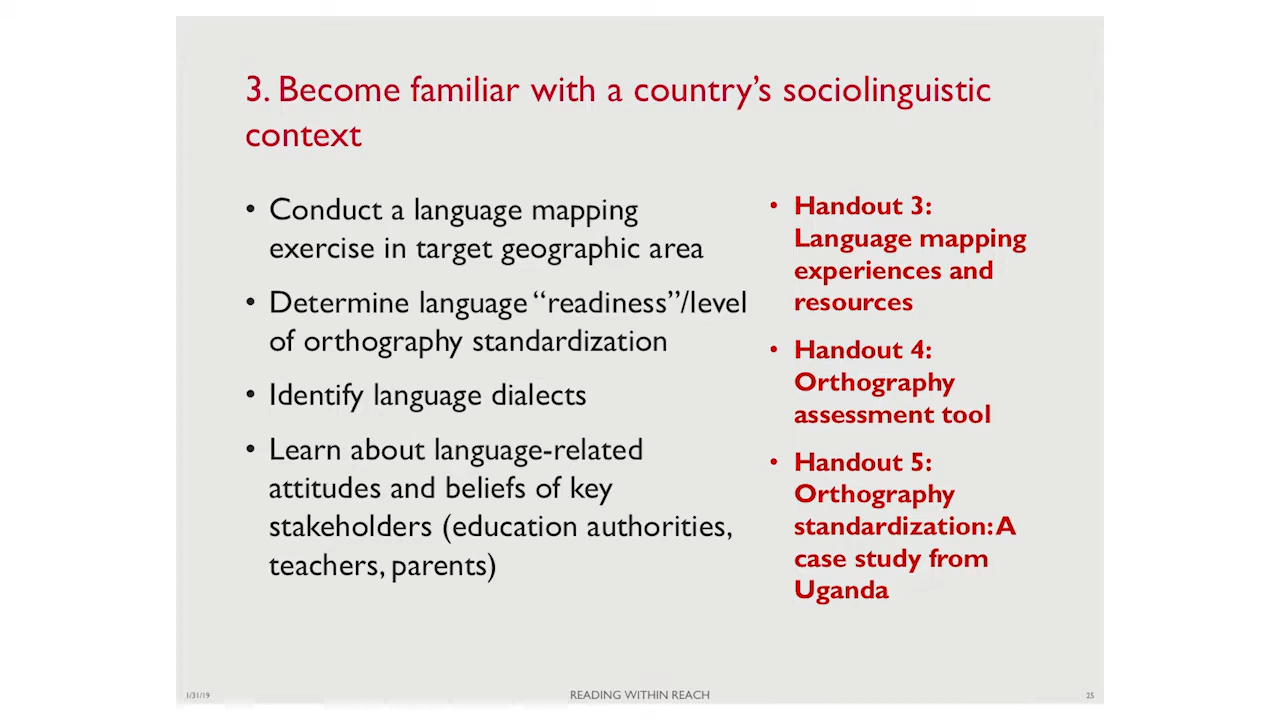 3. Become familiar with a country’s sociolinguistic
context
• Conduct a language mapping
exercise in target geographic area
• Determine language “readiness”/level
of orthography standardization
• Identify language dialects
• Learn about language-related
attitudes and beliefs of key
stakeholders (education authorities,
teachers, parents)
• Handout 3:
Language mapping
experiences and
resources
• Handout 4:
Orthography
assessment tool
• Handout 5:
Orthography
standardization: A
case study from
Uganda
1/31/19
READING WITHIN REACH
25